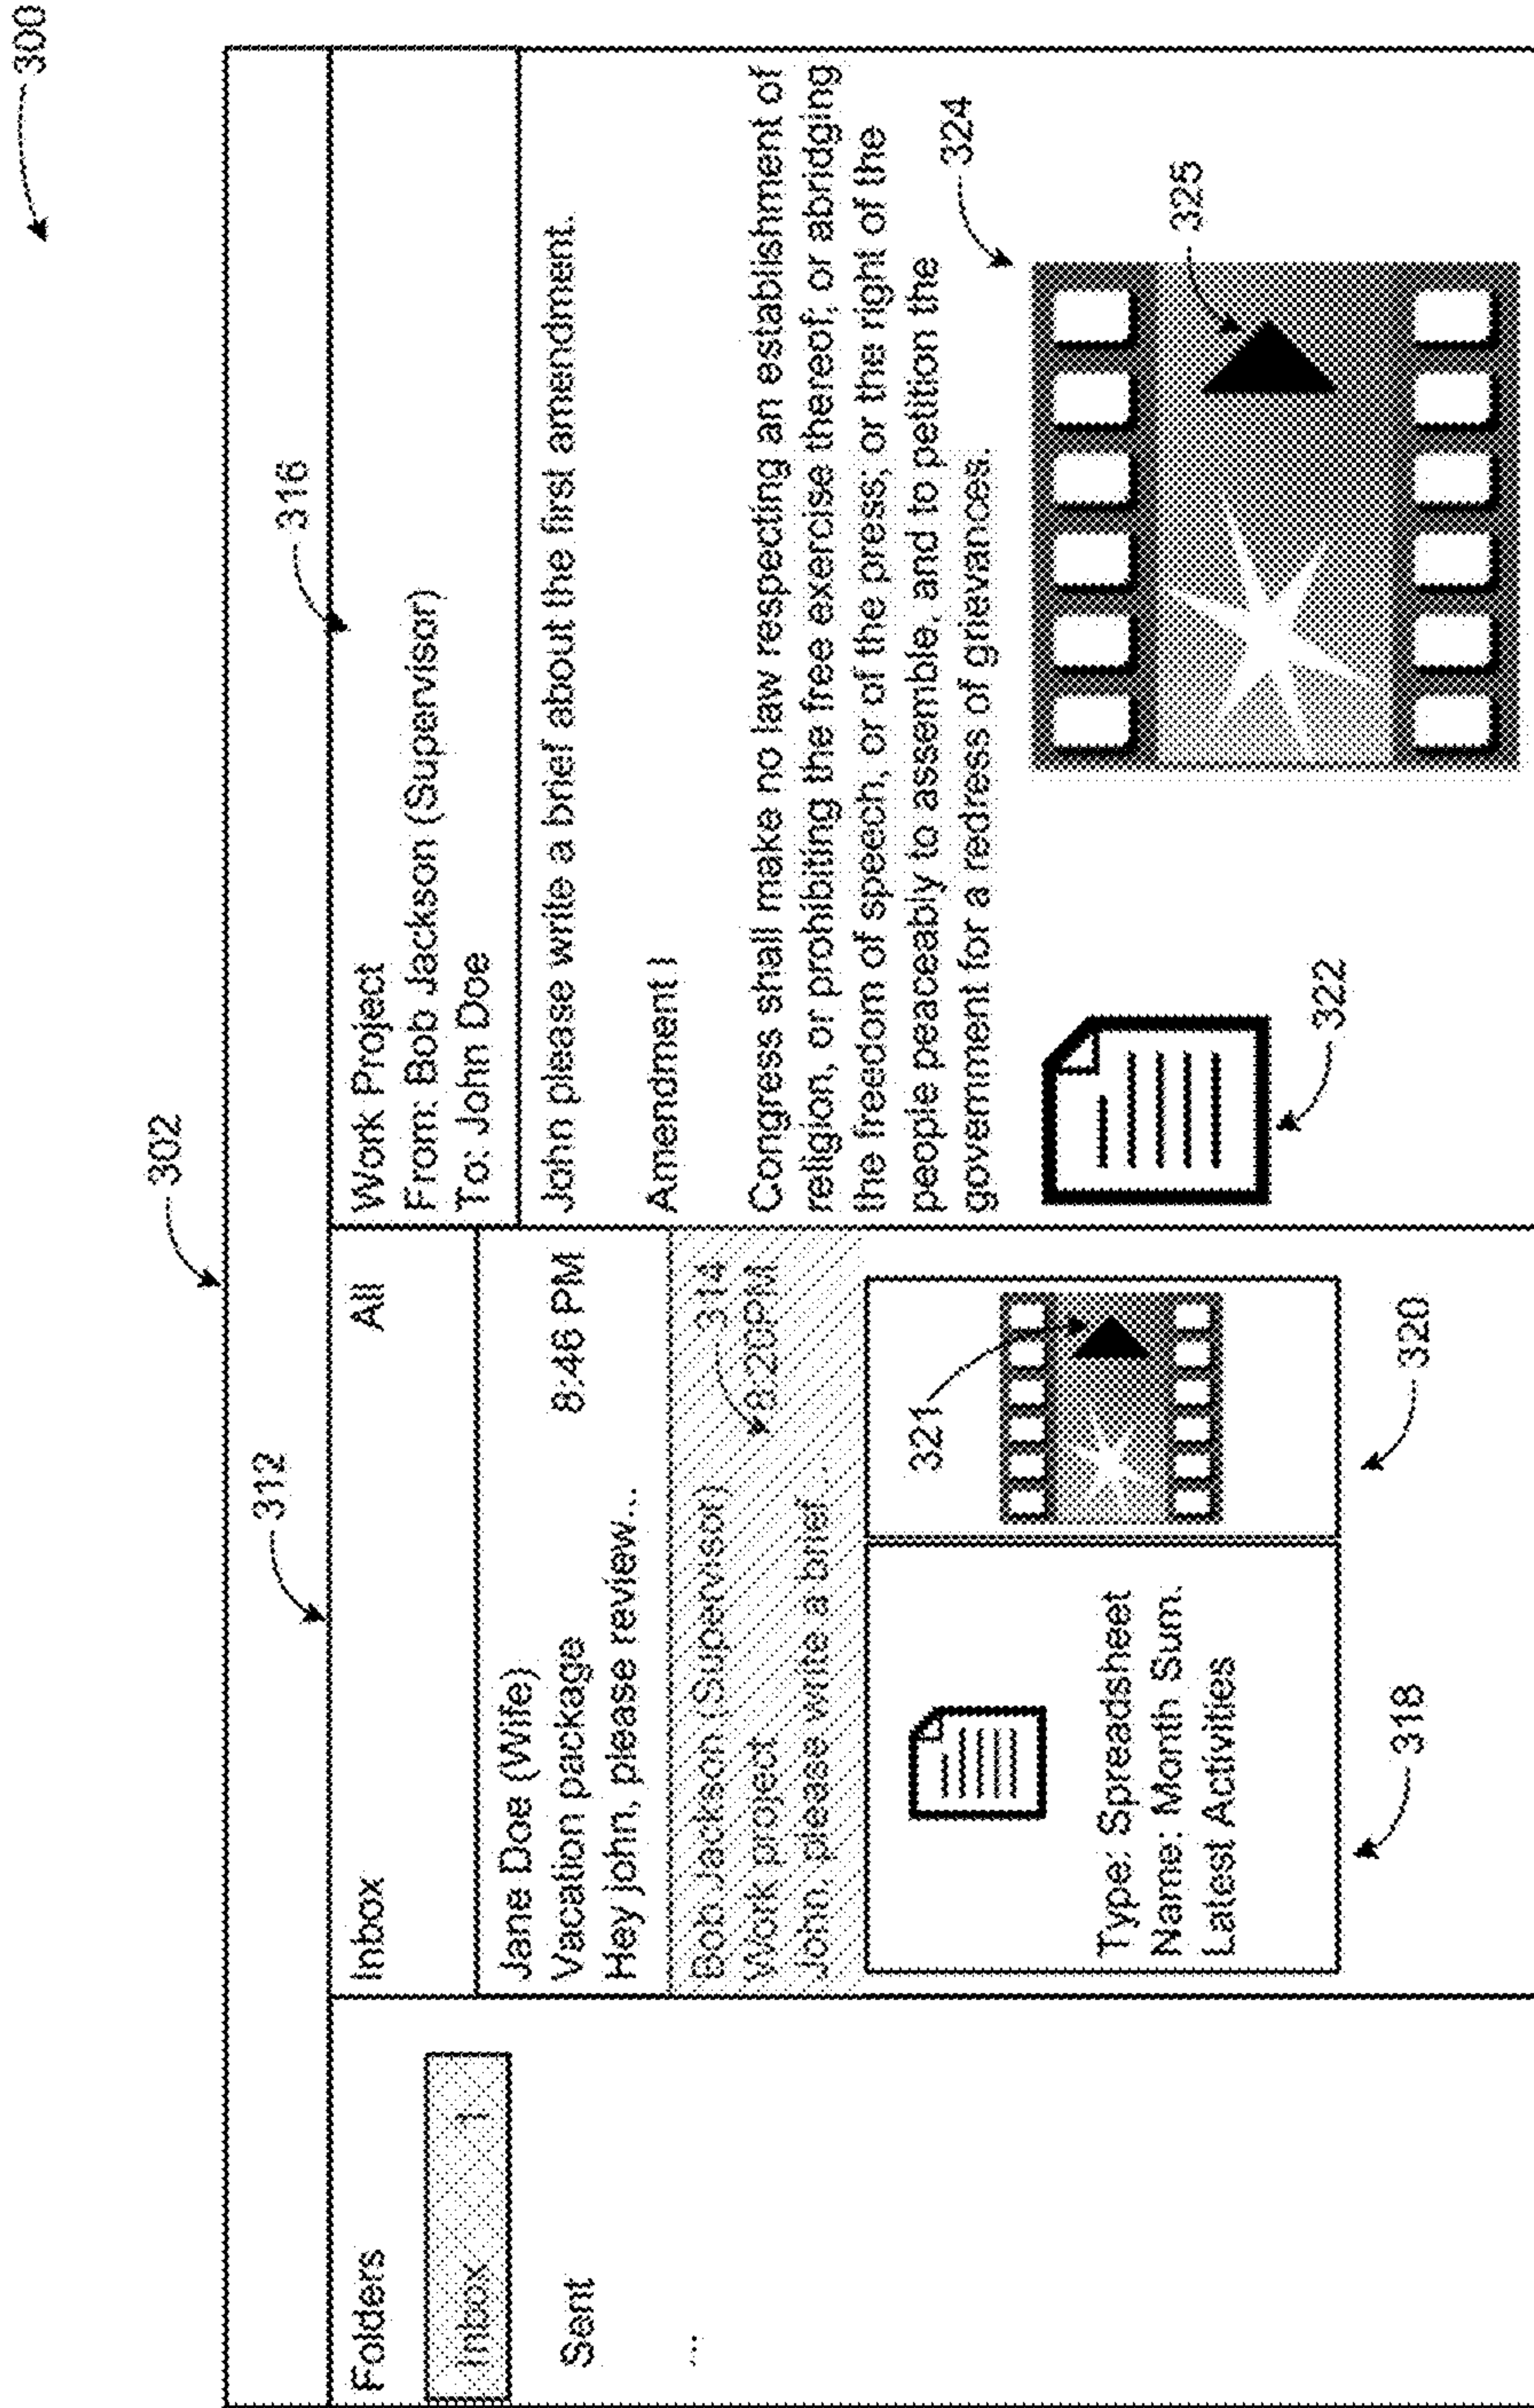 300
302
312
316
Folders
Inbox 1
Sent
...
Inbox All
Jane Doe (Wife)
Vacation package 8:46 PM
Hey john, please review...
Bob Jackson (Supervisor) 314
Work project 8:20PM
John, please write a brief...
321
Type: Spreadsheet
Name: Month Sum.
Latest Activities
318
320
Work Project
From: Bob Jackson (Supervisor)
To: John Doe
John please write a brief about the first amendment.
Amendment I
Congress shall make no law respecting an establishment of
religion, or prohibiting the free exercise thereof; or abridging
the freedom of speech, or of the press; or the right of the
people peaceably to assemble, and to petition the
government for a redress of grievances.
322
324
325